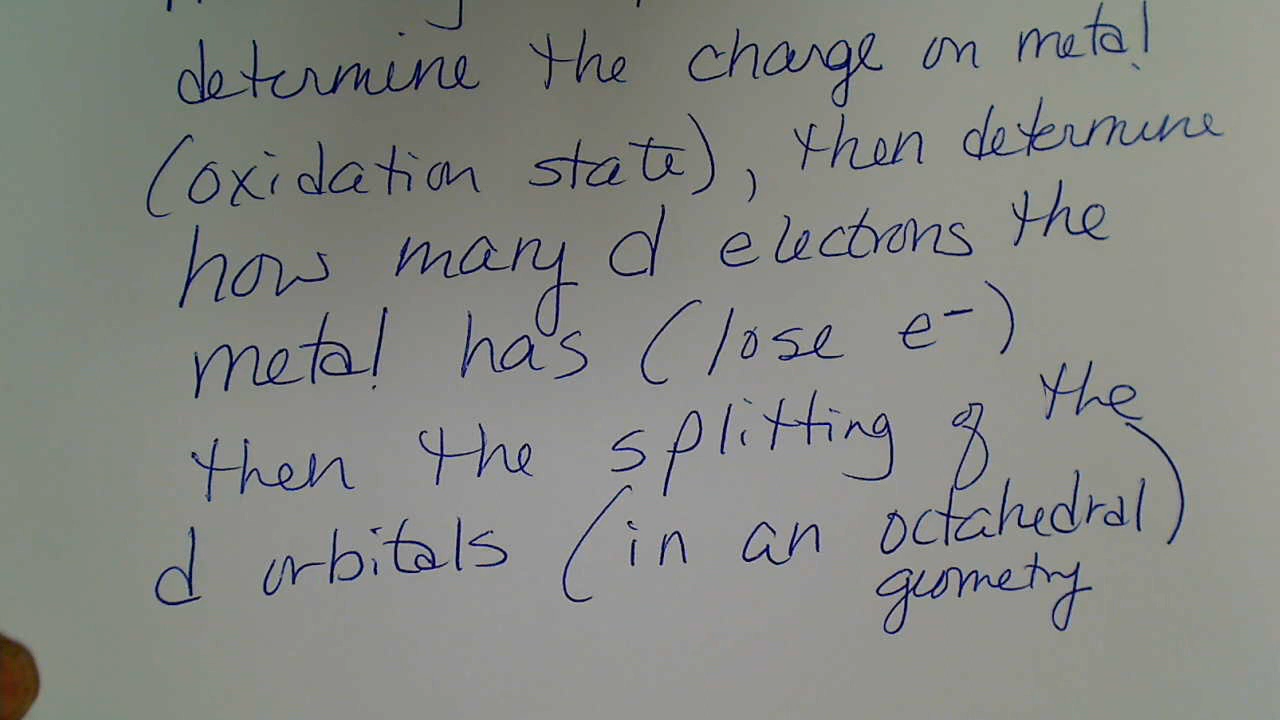 determine the charge on metal
(oxidation state), then determine
how many d electrons the
metal has (lose e⁻)
then the splitting of the
d orbitals (in an octahedral)
geometry